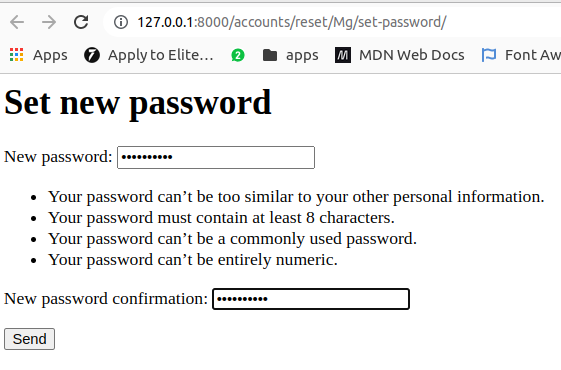 127.0.0.1:8000/accounts/reset/Mg/set-password/
Apps Apply to Elite… 2 apps M MDN Web Docs Font Aw
Set new password
New password: ••••••••••
• Your password can’t be too similar to your other personal information.
• Your password must contain at least 8 characters.
• Your password can’t be a commonly used password.
• Your password can’t be entirely numeric.
New password confirmation: ••••••••••
Send